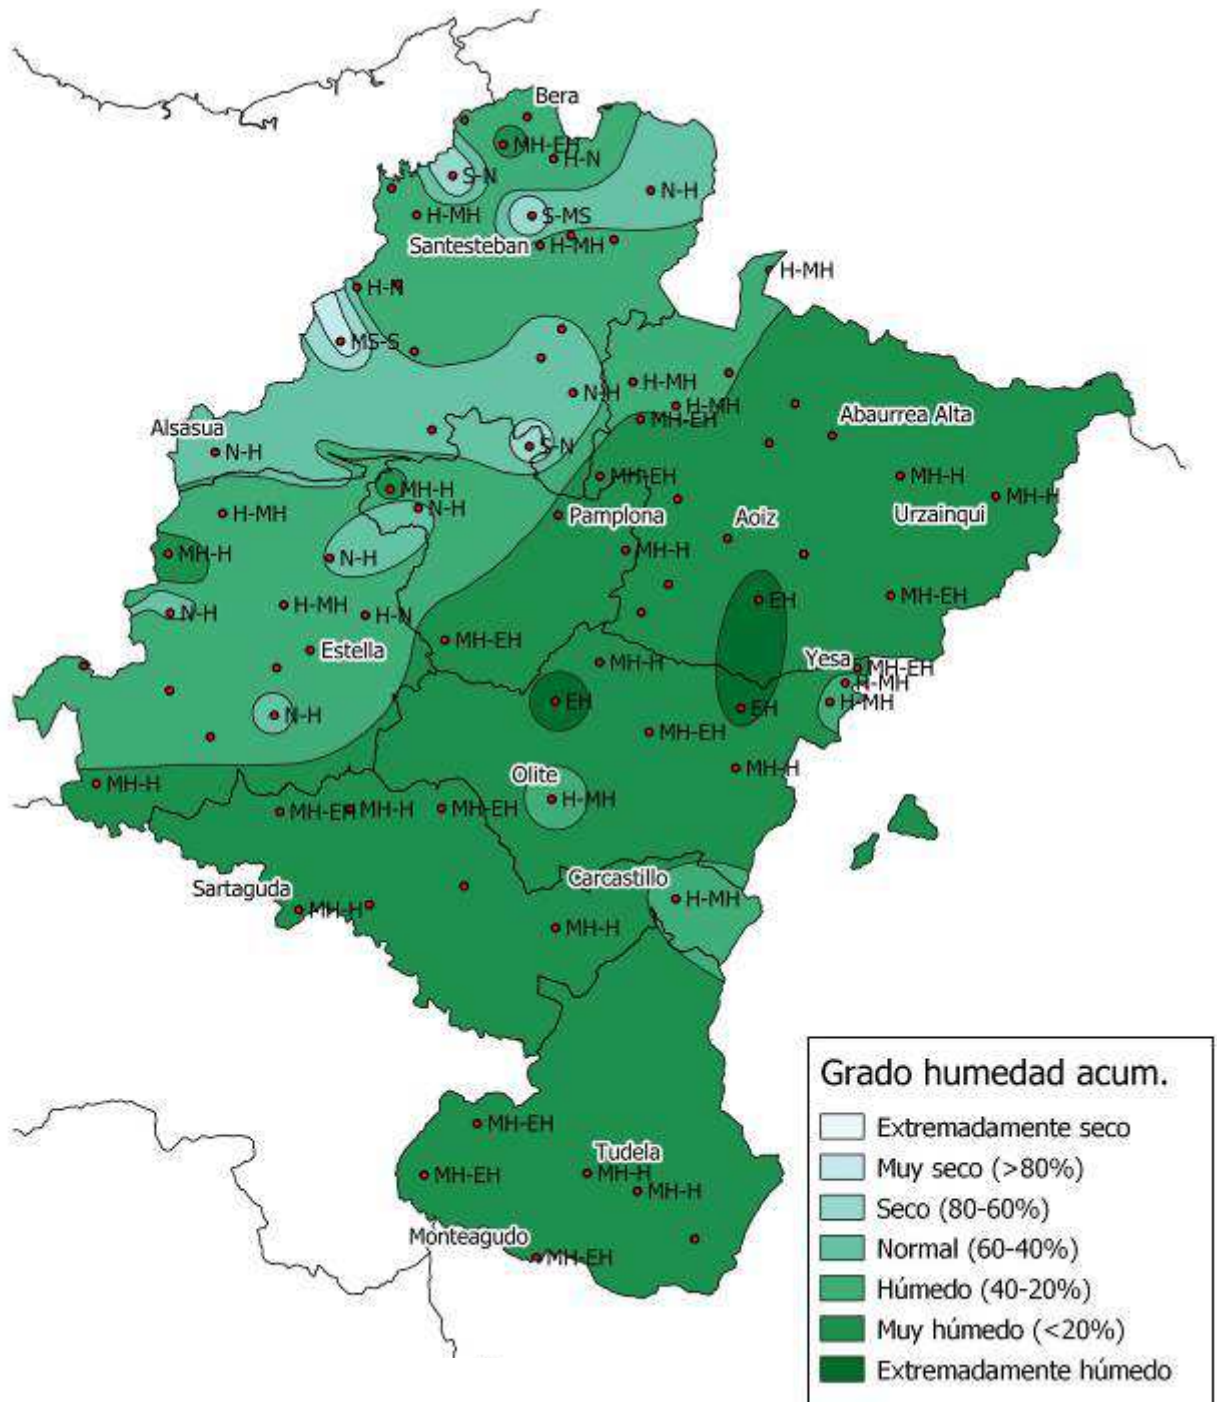 Bera
MH-EH
H-N
S-N
N-H
H-MH
S-MS
Santesteban
H-MH
H-MH
H-N
MS-S
H-MH
N-H
H-MH
Abaurrea Alta
MH-EH
Alsasua
S-N
N-H
MH-EH
MH-H
MH-H
MH-H
N-H
Urzainqui
H-MH
Pamplona
Aoiz
MH-H
MH-H
N-H
MH-EH
EH
H-MH
N-H
H-N
MH-EH
Estella
Yesa
MH-H
MH-EH
H-MH
H-MH
EH
EH
N-H
MH-EH
MH-H
Olite
MH-H
H-MH
MH-EH
MH-H
MH-EH
Carcastillo
Sartaguda
H-MH
MH-H
MH-H
Grado humedad acum.
Extremadamente seco
MH-EH
Tudela
Muy seco (>80%)
MH-EH
MH-H
MH-H
Seco (80-60%)
Monteagudo
Normal (60-40%)
MH-EH
Húmedo (40-20%)
Muy húmedo (<20%)
Extremadamente húmedo